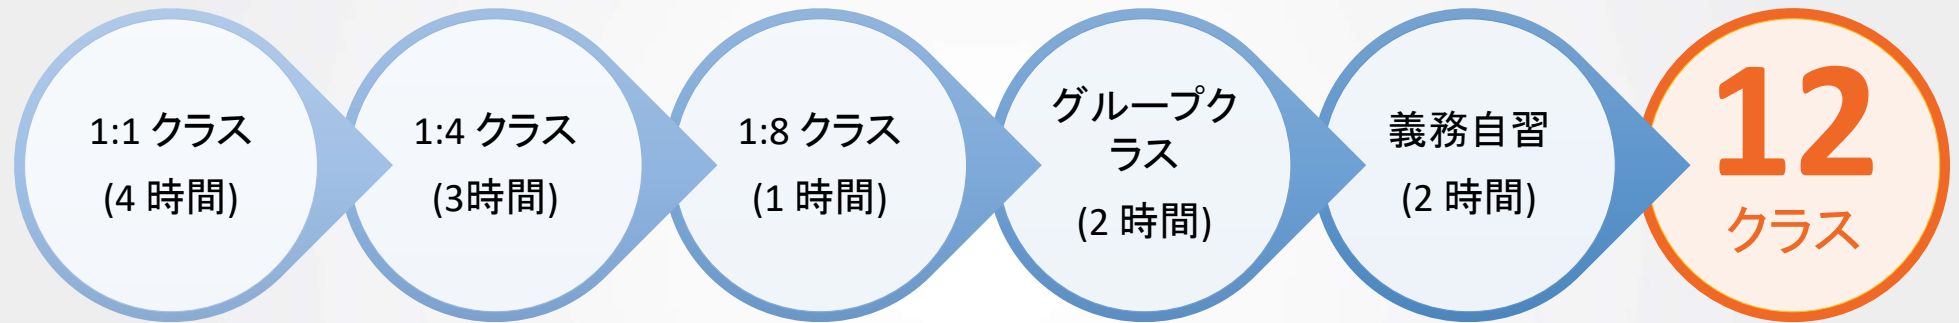 1:1 クラス
(4 時間)
1:4 クラス
(3時間)
1:8 クラス
(1 時間)
グループク
ラス
(2 時間)
義務自習
(2 時間)
12
クラス